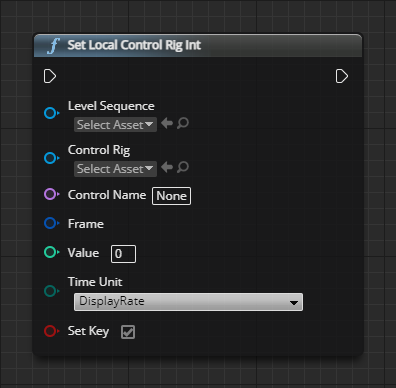 f Set Local Control Rig Int
Level Sequence
Select Asset
Control Rig
Select Asset
Control Name None
Frame
Value 0
Time Unit
DisplayRate
Set Key